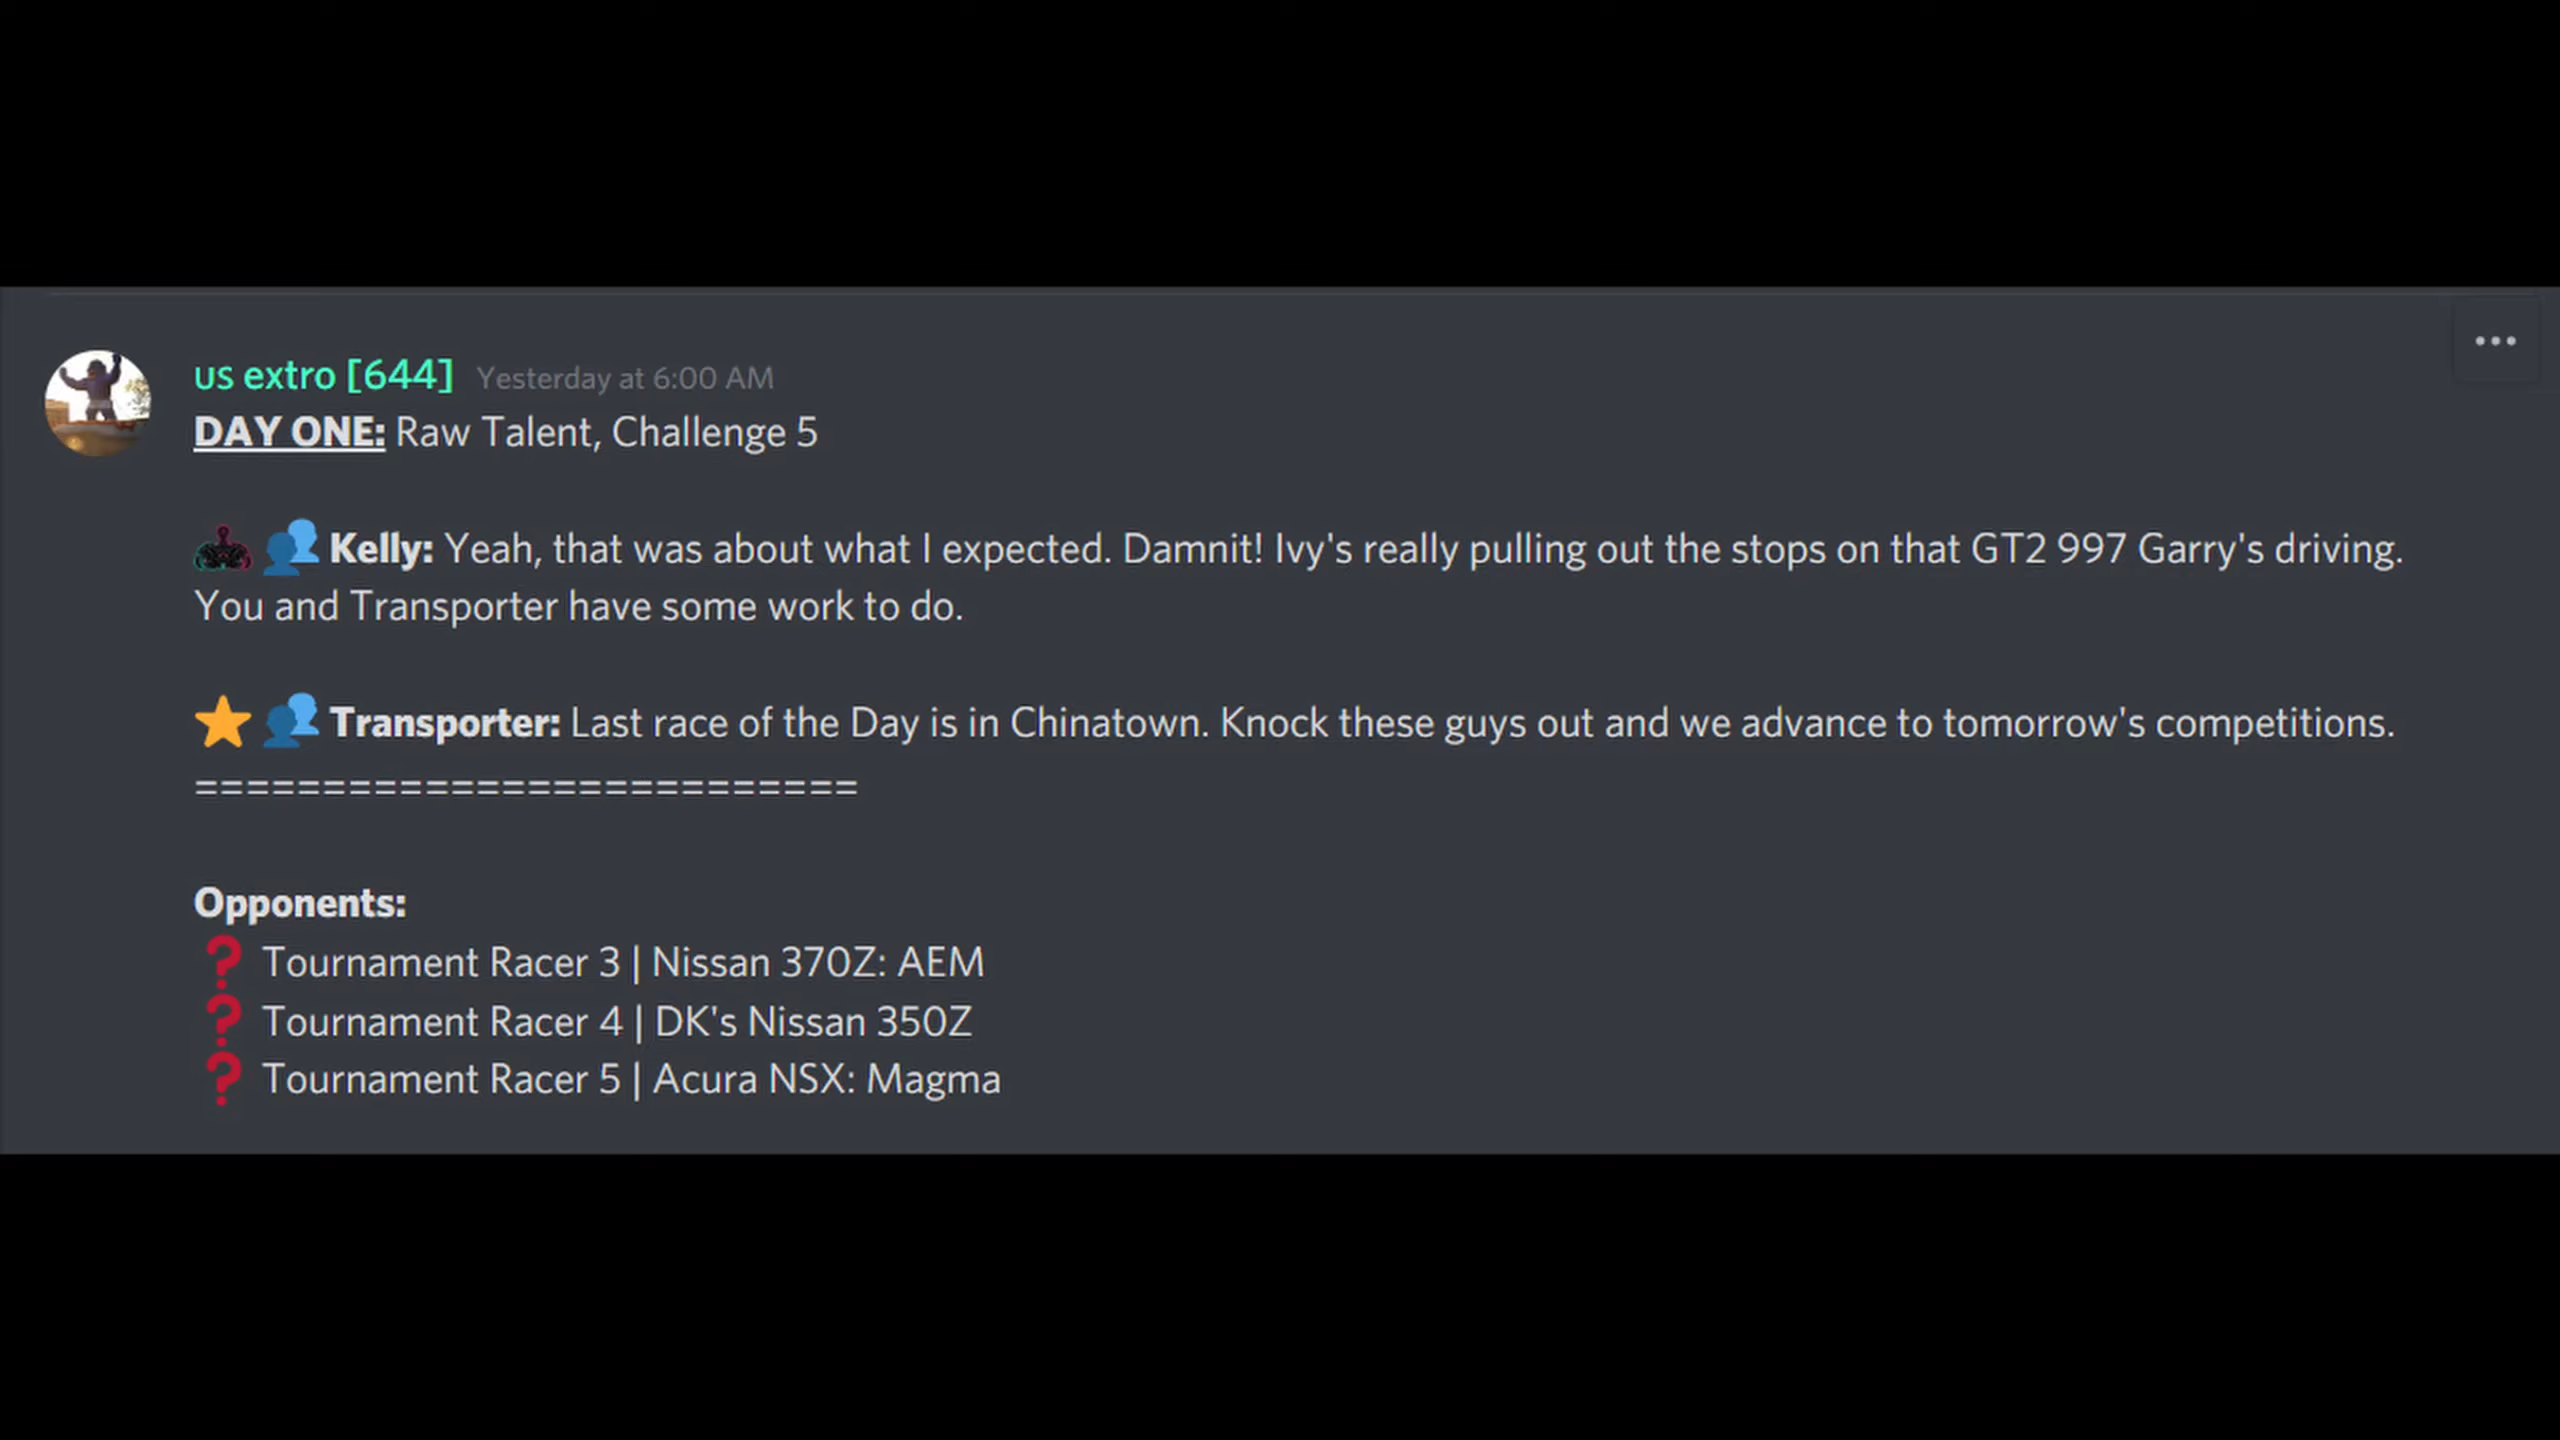 us extro [644] Yesterday at 6:00 AM
DAY ONE: Raw Talent, Challenge 5
Kelly: Yeah, that was about what I expected. Damnit! Ivy's really pulling out the stops on that GT2 997 Garry's driving.
You and Transporter have some work to do.
Transporter: Last race of the Day is in Chinatown. Knock these guys out and we advance to tomorrow's competitions.
==========================
Opponents:
❓ Tournament Racer 3 | Nissan 370Z: AEM
❓ Tournament Racer 4 | DK's Nissan 350Z
❓ Tournament Racer 5 | Acura NSX: Magma